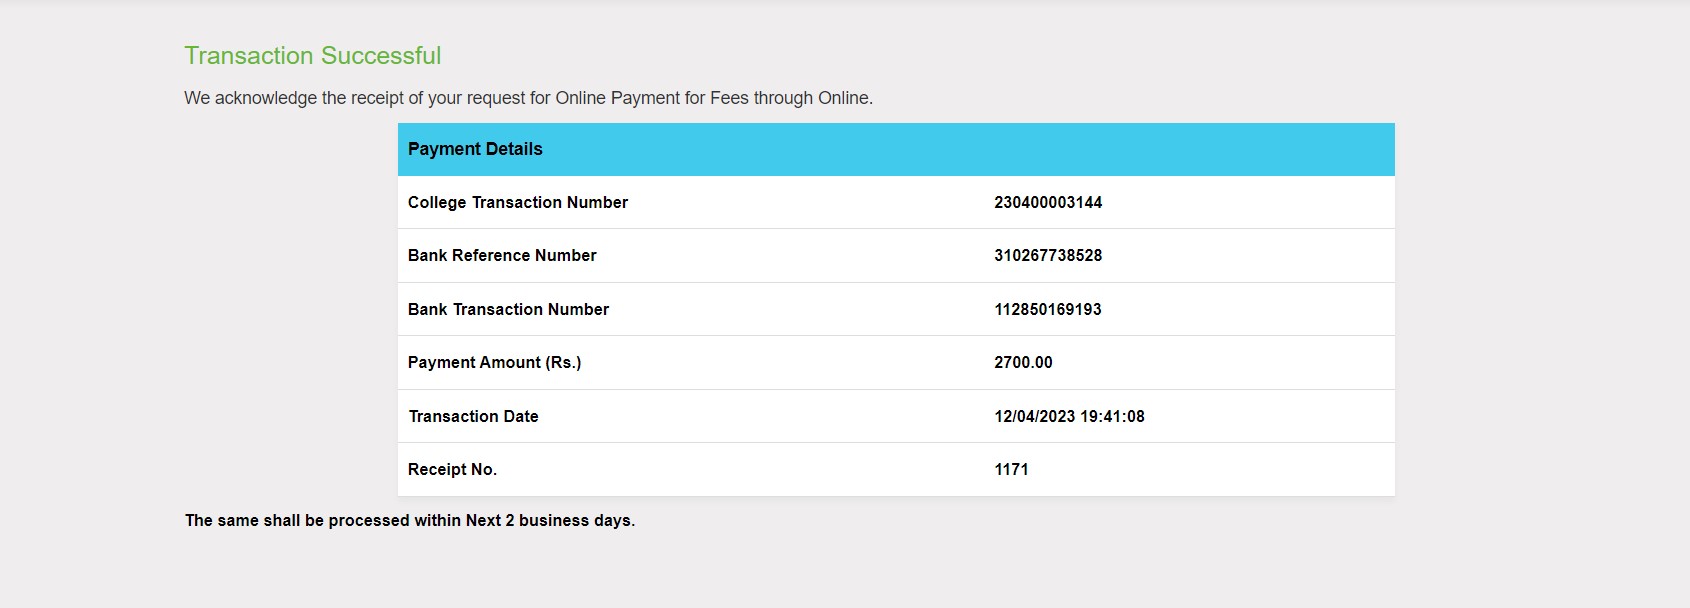 Transaction Successful
We acknowledge the receipt of your request for Online Payment for Fees through Online.
Payment Details
College Transaction Number 230400003144
Bank Reference Number 310267738528
Bank Transaction Number 112850169193
Payment Amount (Rs.) 2700.00
Transaction Date 12/04/2023 19:41:08
Receipt No. 1171
The same shall be processed within Next 2 business days.